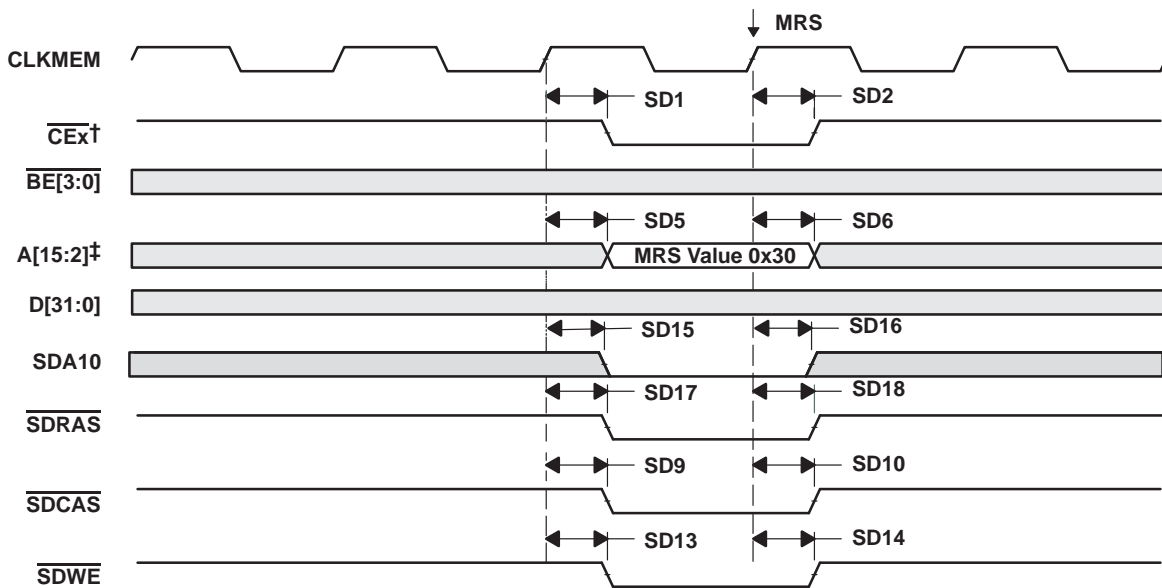 MRS
CLKMEM
SD1 SD2
CEx†
BE[3:0]
SD5 SD6
A[15:2]‡ MRS Value 0x30
D[31:0]
SD15 SD16
SDA10
SD17 SD18
SDRAS
SD9 SD10
SDCAS
SD13 SD14
SDWE